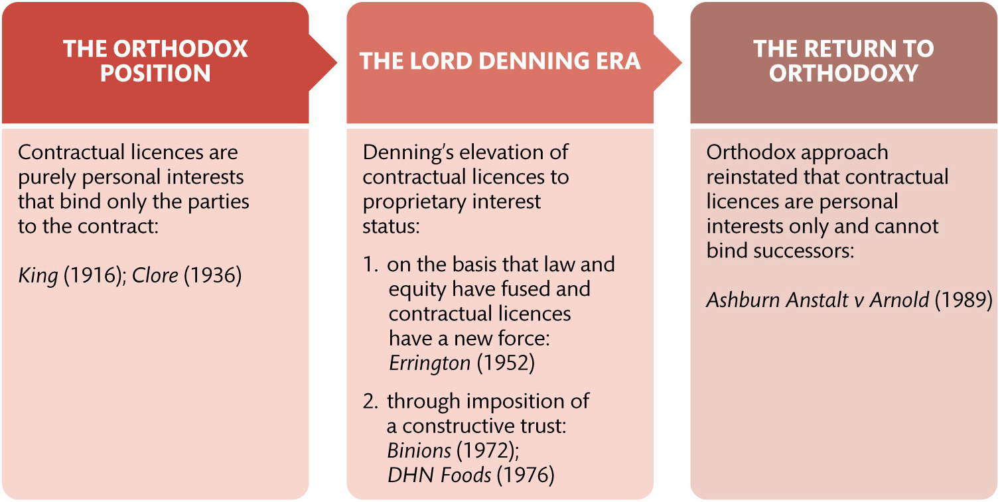 THE ORTHODOX
POSITION
Contractual licences are
purely personal interests
that bind only the parties
to the contract:
King (1916); Clore (1936)
THE LORD DENNING ERA
Denning’s elevation of
contractual licences to
proprietary interest
status:
1. on the basis that law and
equity have fused and
contractual licences
have a new force:
Errington (1952)
2. through imposition of
a constructive trust:
Binions (1972);
DHN Foods (1976)
THE RETURN TO
ORTHODOXY
Orthodox approach
reinstated that contractual
licences are personal
interests only and cannot
bind successors:
Ashburn Anstalt v Arnold (1989)